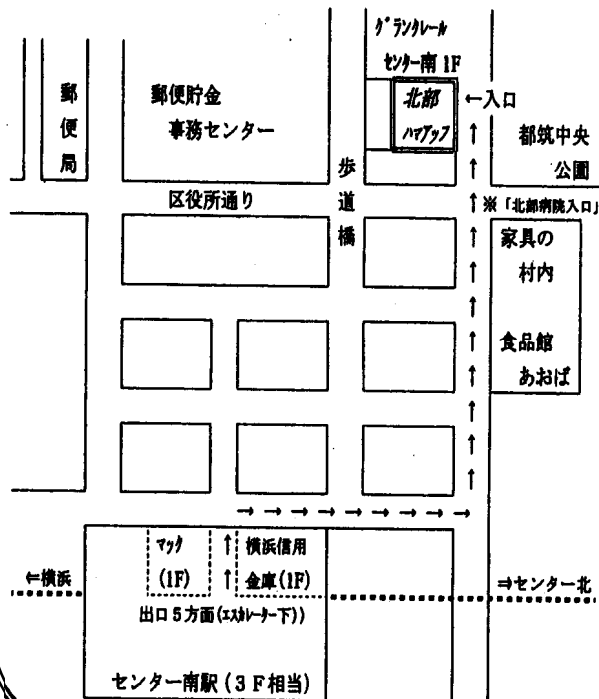 グランクレール
センター南 1F
北部
ハマアップ
←入口
郵便局
郵便貯金
事務センター
都筑中央
公園
歩道橋
区役所通り
※「北部病院入口」
家具の
村内
食品館
あおば
マック
(1F)
横浜信用
金庫(1F)
⇐横浜
⇒センター北
出口5方面(エスカレーター下))
センター南駅(3F相当)